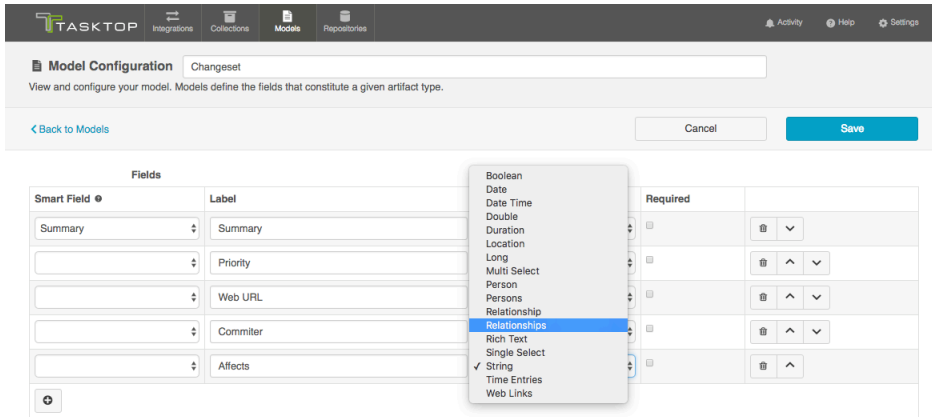 TASKTOP
Integrations
Collections
Models
Repositories
Activity
Help
Settings
Model Configuration
Changeset
View and configure your model. Models define the fields that constitute a given artifact type.
Back to Models
Cancel
Save
Fields
Smart Field
Label
Required
Summary
Summary
Priority
Web URL
Commiter
Affects
Boolean
Date
Date Time
Double
Duration
Location
Long
Multi Select
Person
Persons
Relationship
Relationships
Rich Text
Single Select
✓ String
Time Entries
Web Links